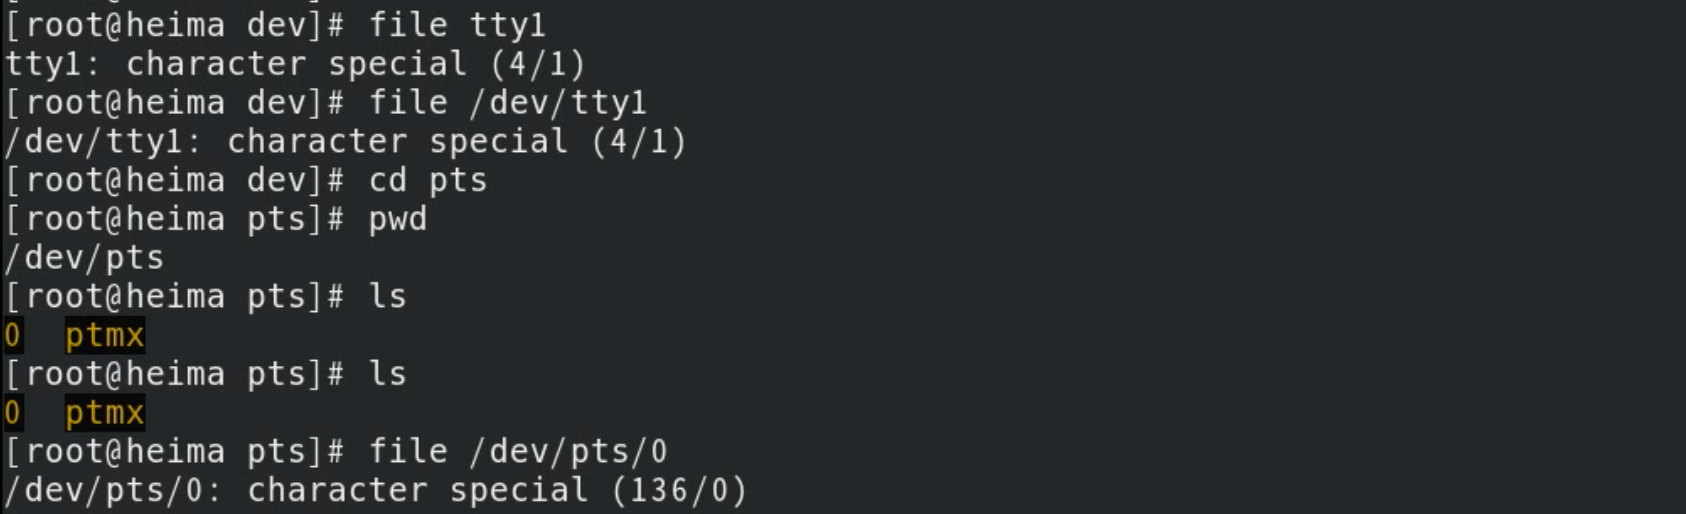 [root@heima dev]# file tty1
tty1: character special (4/1)
[root@heima dev]# file /dev/tty1
/dev/tty1: character special (4/1)
[root@heima dev]# cd pts
[root@heima pts]# pwd
/dev/pts
[root@heima pts]# ls
0  ptmx
[root@heima pts]# ls
0  ptmx
[root@heima pts]# file /dev/pts/0
/dev/pts/0: character special (136/0)